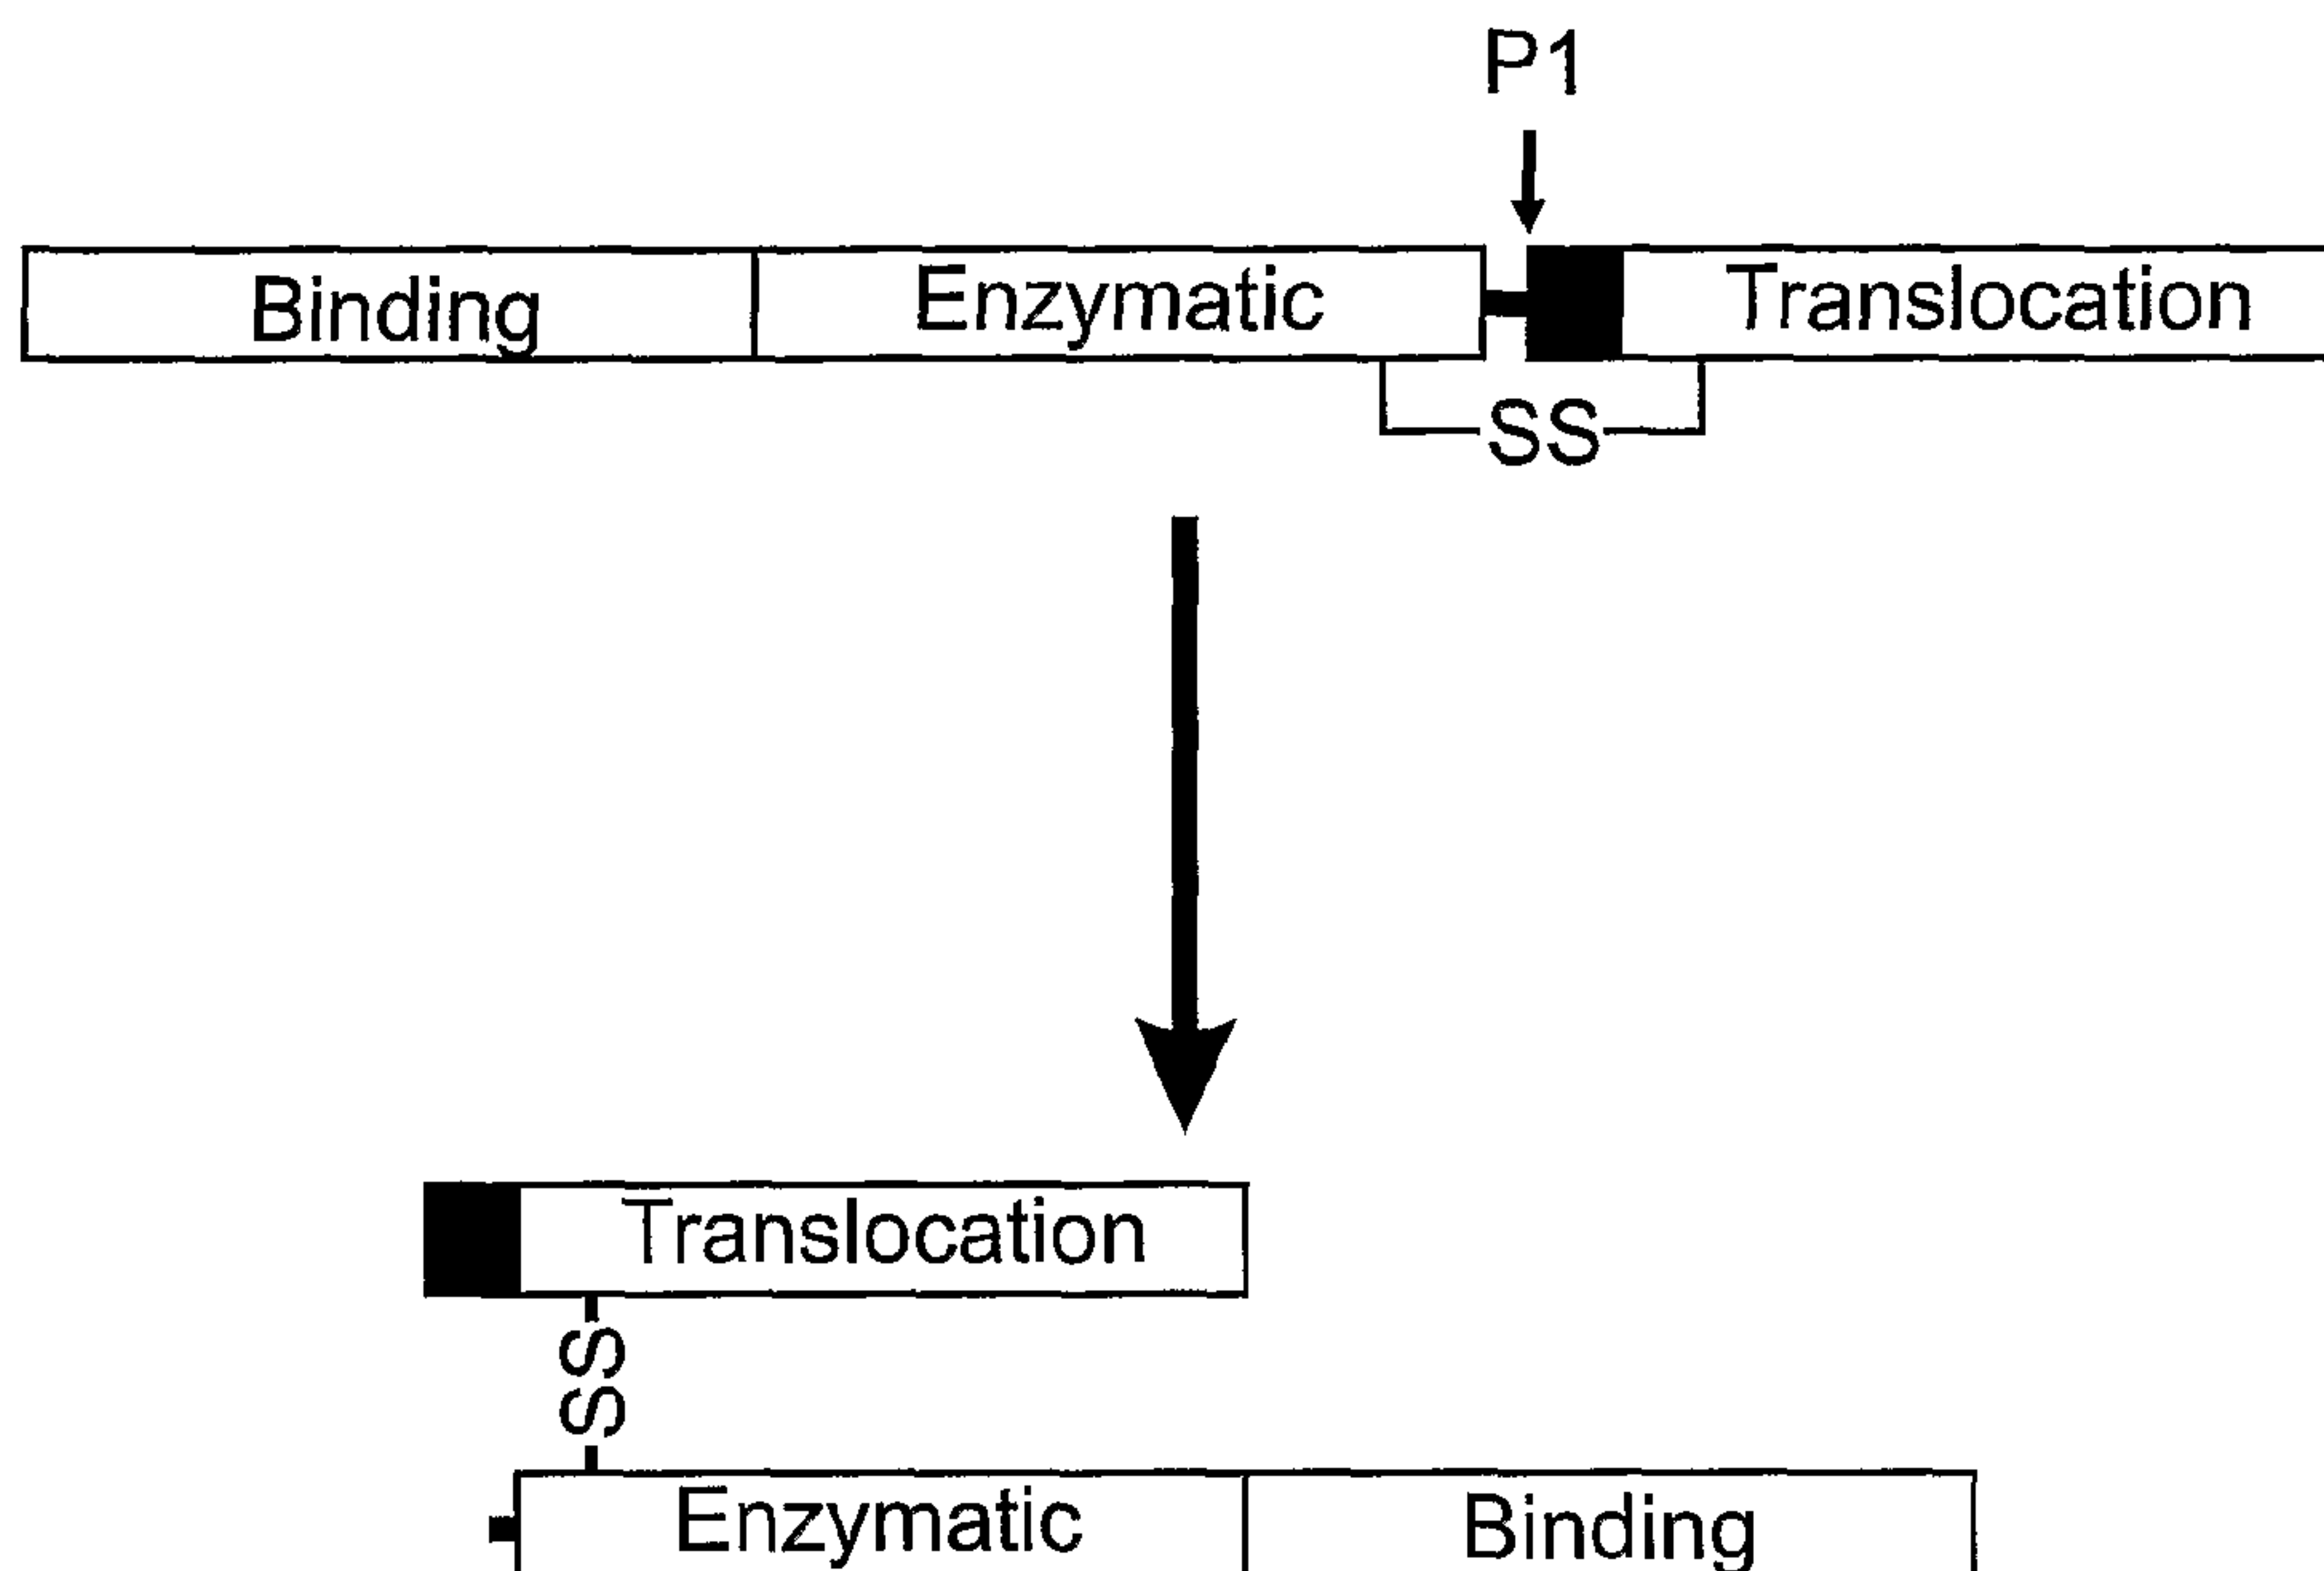 P1
Binding Enzymatic Translocation
SS
Translocation
SS
Enzymatic Binding